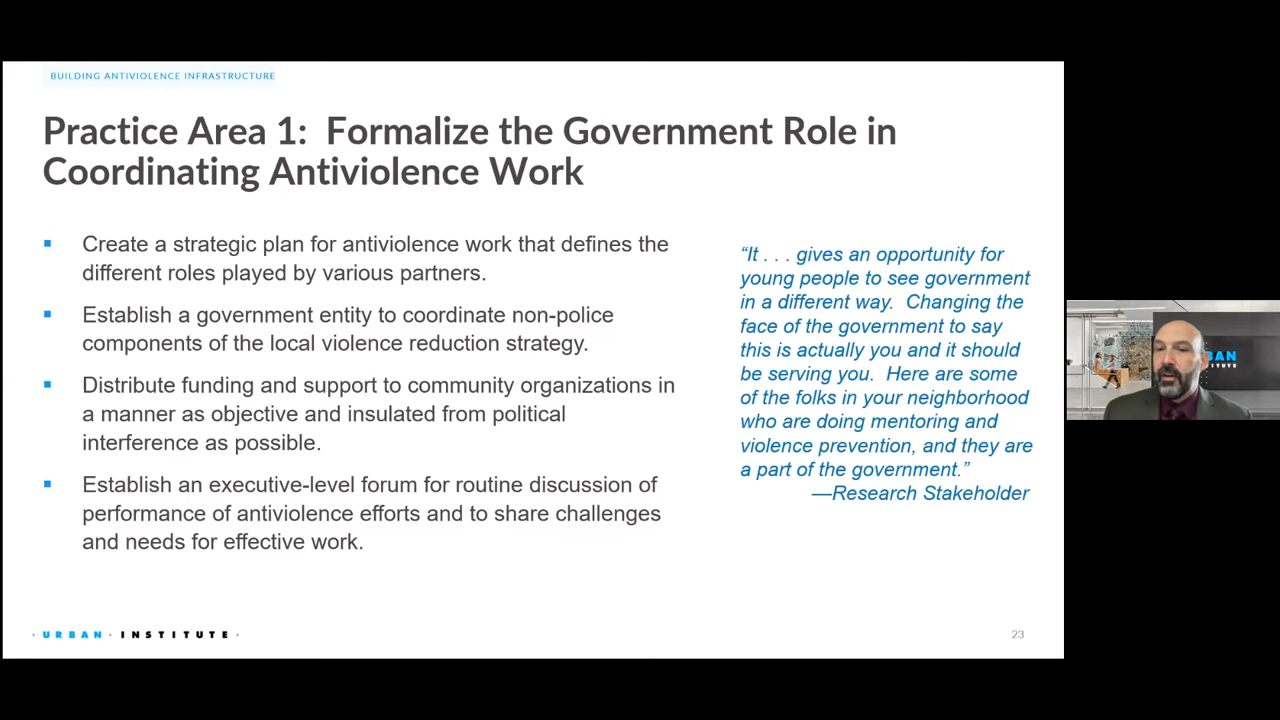 BUILDING ANTIVIOLENCE INFRASTRUCTURE
Practice Area 1:  Formalize the Government Role in
Coordinating Antiviolence Work
▪ Create a strategic plan for antiviolence work that defines the
different roles played by various partners.
▪ Establish a government entity to coordinate non-police
components of the local violence reduction strategy.
▪ Distribute funding and support to community organizations in
a manner as objective and insulated from political
interference as possible.
▪ Establish an executive-level forum for routine discussion of
performance of antiviolence efforts and to share challenges
and needs for effective work.
“It . . . gives an opportunity for
young people to see government
in a different way.  Changing the
face of the government to say
this is actually you and it should
be serving you.  Here are some
of the folks in your neighborhood
who are doing mentoring and
violence prevention, and they are
a part of the government.”
—Research Stakeholder
· URBAN · INSTITUTE ·
23
BAN
ITUTE